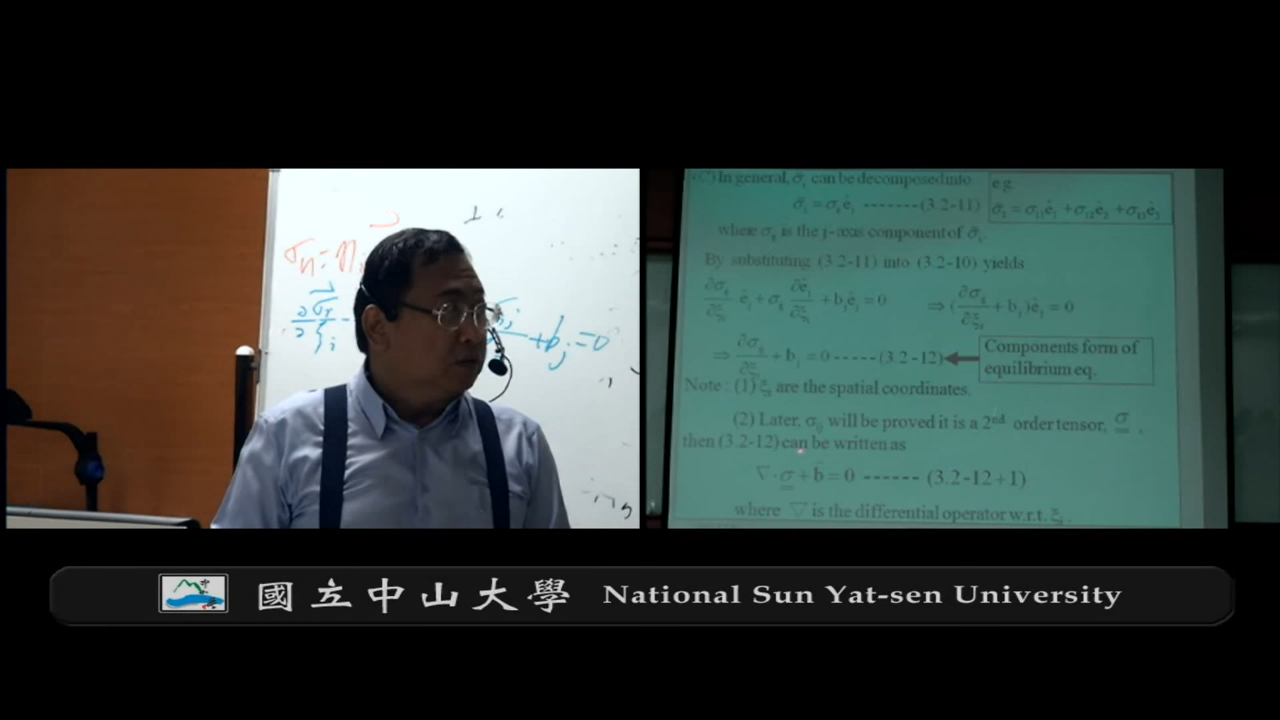 σn = n
∂σi
∂ξi
+ bj = 0
(C) In general, σ⃗i can be decomposed into
σ⃗i = σij êj -------(3.2-11)
e.g.
σ⃗1 = σ11ê1 + σ12ê2 + σ13ê3
where σij is the j-axis component of σ⃗i.
By substituting (3.2-11) into (3.2-10) yields
∂σij/∂ξi êj + σij ∂êj/∂ξi + bjêj = 0 ⇒ (∂σij/∂ξi + bj)êj = 0
⇒ ∂σij/∂ξi + bj = 0 -----(3.2-12)
Components form of
equilibrium eq.
Note : (1) ξi are the spatial coordinates.
(2) Later, σij will be proved it is a 2nd order tensor, σ ,
then (3.2-12) can be written as
∇·σ + b⃗ = 0 ------ (3.2-12+1)
where ▽ is the differential operator w.r.t. ξi .
國立中山大學 National Sun Yat-sen University